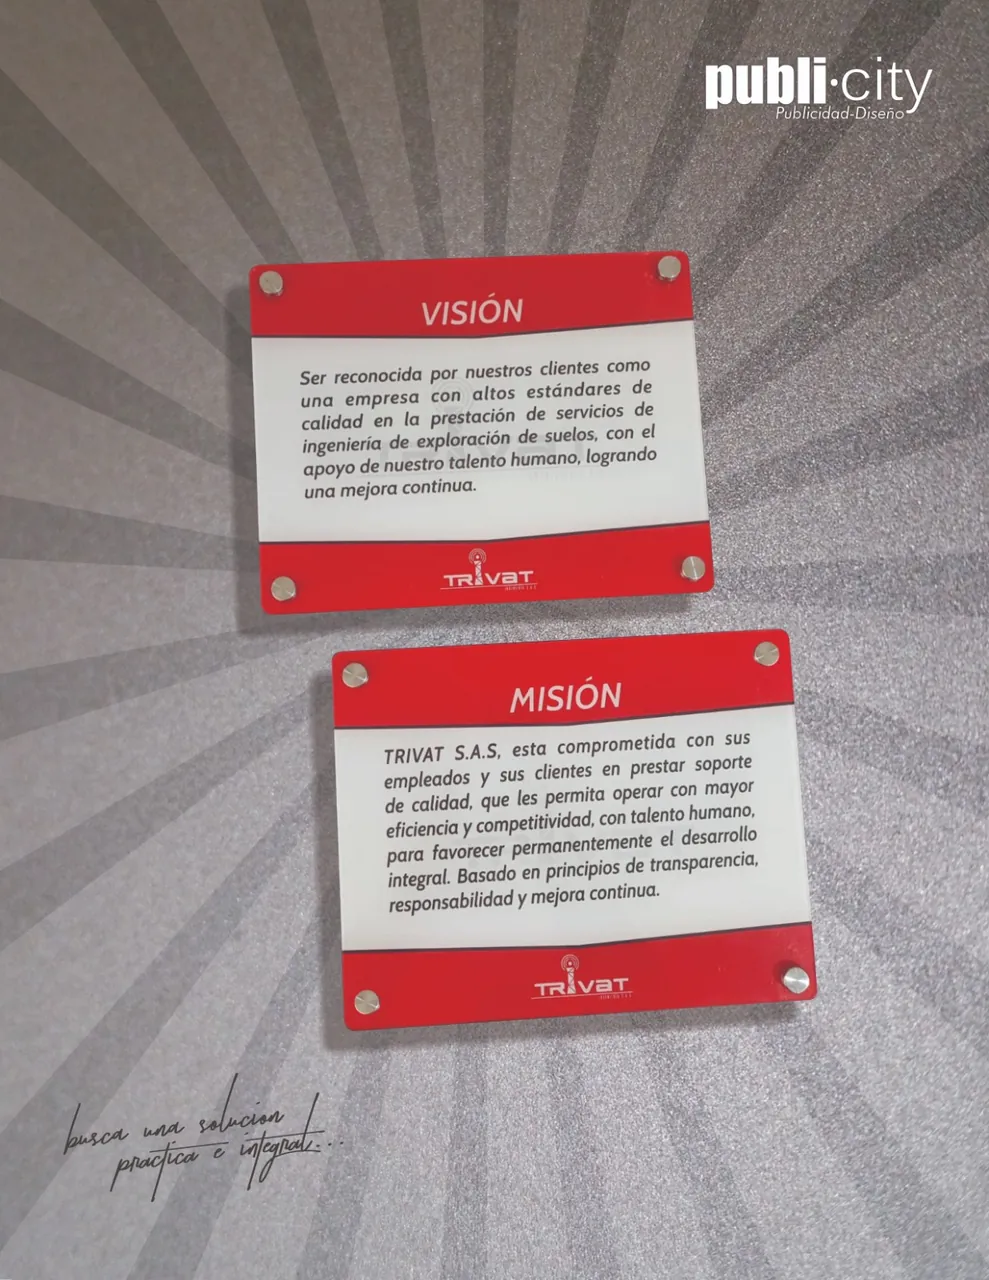 publi·city
Publicidad-Diseño
VISIÓN
Ser reconocida por nuestros clientes como
una empresa con altos estándares de
calidad en la prestación de servicios de
ingeniería de exploración de suelos, con el
apoyo de nuestro talento humano, logrando
una mejora continua.
TRIVAT
MISIÓN
TRIVAT S.A.S, esta comprometida con sus
empleados y sus clientes en prestar soporte
de calidad, que les permita operar con mayor
eficiencia y competitividad, con talento humano,
para favorecer permanentemente el desarrollo
integral. Basado en principios de transparencia,
responsabilidad y mejora continua.
TRIVAT
busca una solucion
practica e integral...